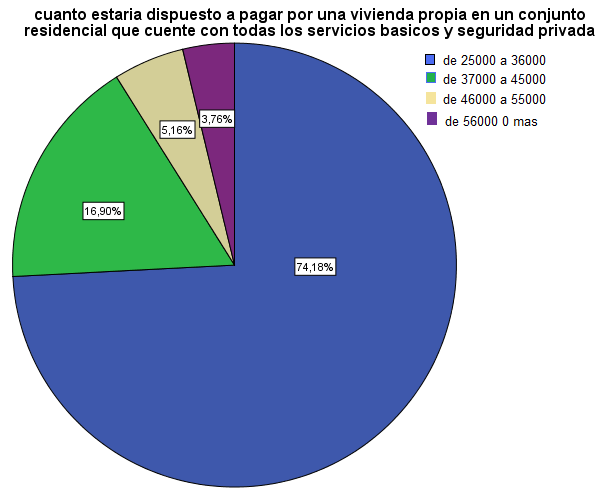 cuanto estaria dispuesto a pagar por una vivienda propia en un conjunto
residencial que cuente con todas los servicios basicos y seguridad privada
de 25000 a 36000
de 37000 a 45000
de 46000 a 55000
de 56000 0 mas
3,76%
5,16%
16,90%
74,18%